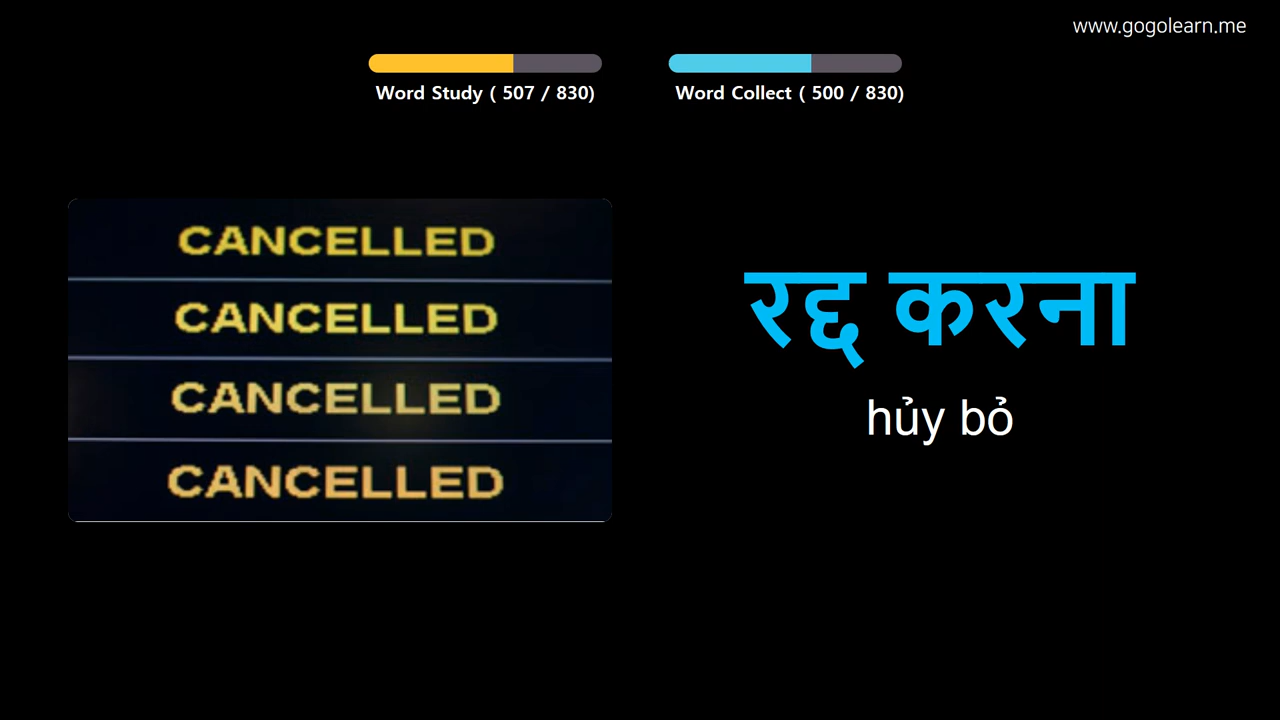 www.gogolearn.me
Word Study ( 507 / 830)
Word Collect ( 500 / 830)
CANCELLED
CANCELLED
CANCELLED
CANCELLED
रद्द करना
hủy bỏ